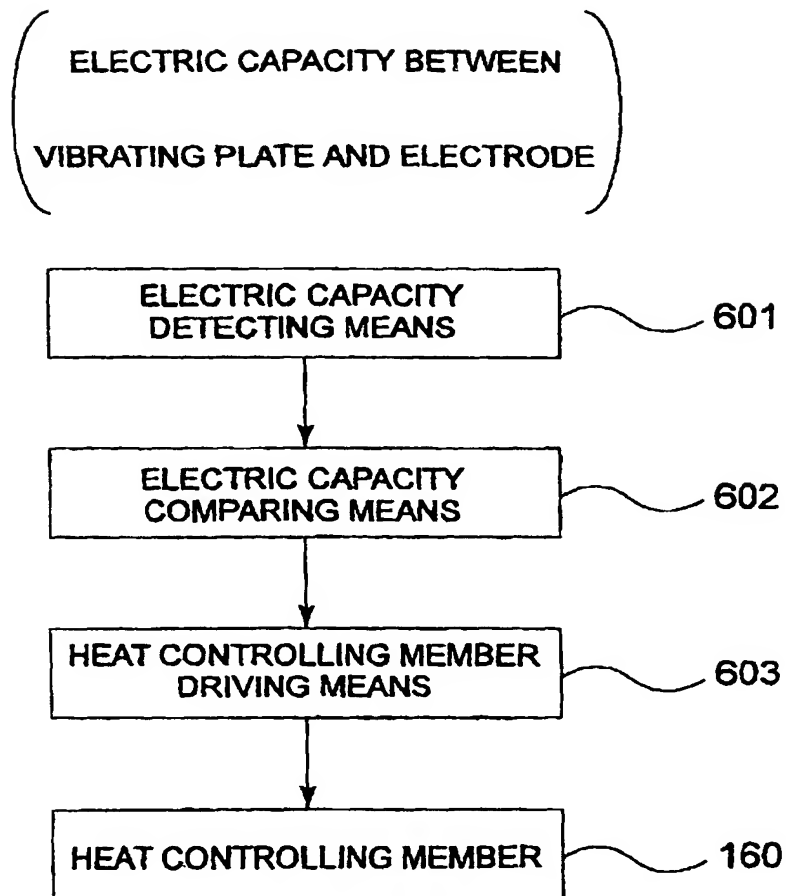 ELECTRIC CAPACITY BETWEEN
VIBRATING PLATE AND ELECTRODE
ELECTRIC CAPACITY
DETECTING MEANS
601
ELECTRIC CAPACITY
COMPARING MEANS
602
HEAT CONTROLLING MEMBER
DRIVING MEANS
603
HEAT CONTROLLING MEMBER
160